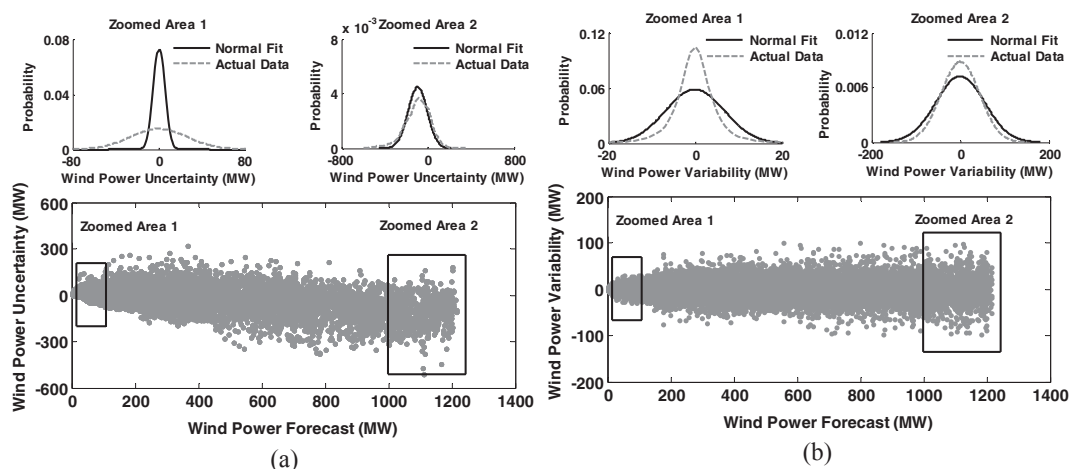 Zoomed Area 1
Normal Fit
Actual Data
Probability
0.08
0.04
0
-80
0
80
Wind Power Uncertainty (MW)
x 10⁻³
Zoomed Area 2
Normal Fit
Actual Data
Probability
8
4
0
-800
0
800
Wind Power Uncertainty (MW)
Wind Power Uncertainty (MW)
600
300
0
-300
-600
Zoomed Area 1
Zoomed Area 2
0
200
400
600
800
1000
1200
1400
Wind Power Forecast (MW)
(a)
Zoomed Area 1
Normal Fit
Actual Data
Probability
0.12
0.06
0
-20
0
20
Wind Power Variability (MW)
Zoomed Area 2
Normal Fit
Actual Data
Probability
0.012
0.006
0
-200
0
200
Wind Power Variability (MW)
Wind Power Variability (MW)
200
100
0
-100
-200
Zoomed Area 1
Zoomed Area 2
0
200
400
600
800
1000
1200
1400
Wind Power Forecast (MW)
(b)